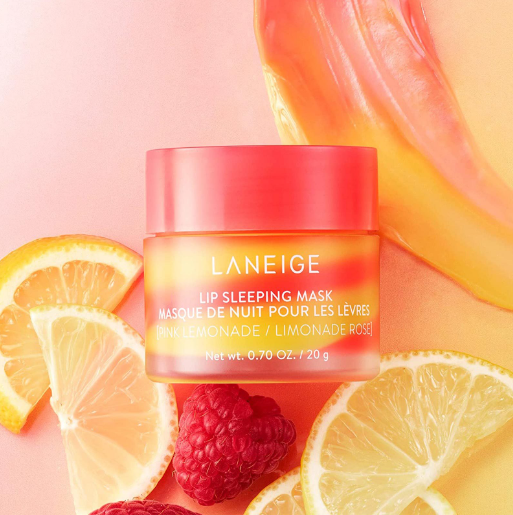 LANEIGE
LIP SLEEPING MASK
MASQUE DE NUIT POUR LES LÈVRES
[PINK LEMONADE / LIMONADE ROSE]
Net wt. 0.70 OZ. / 20 g